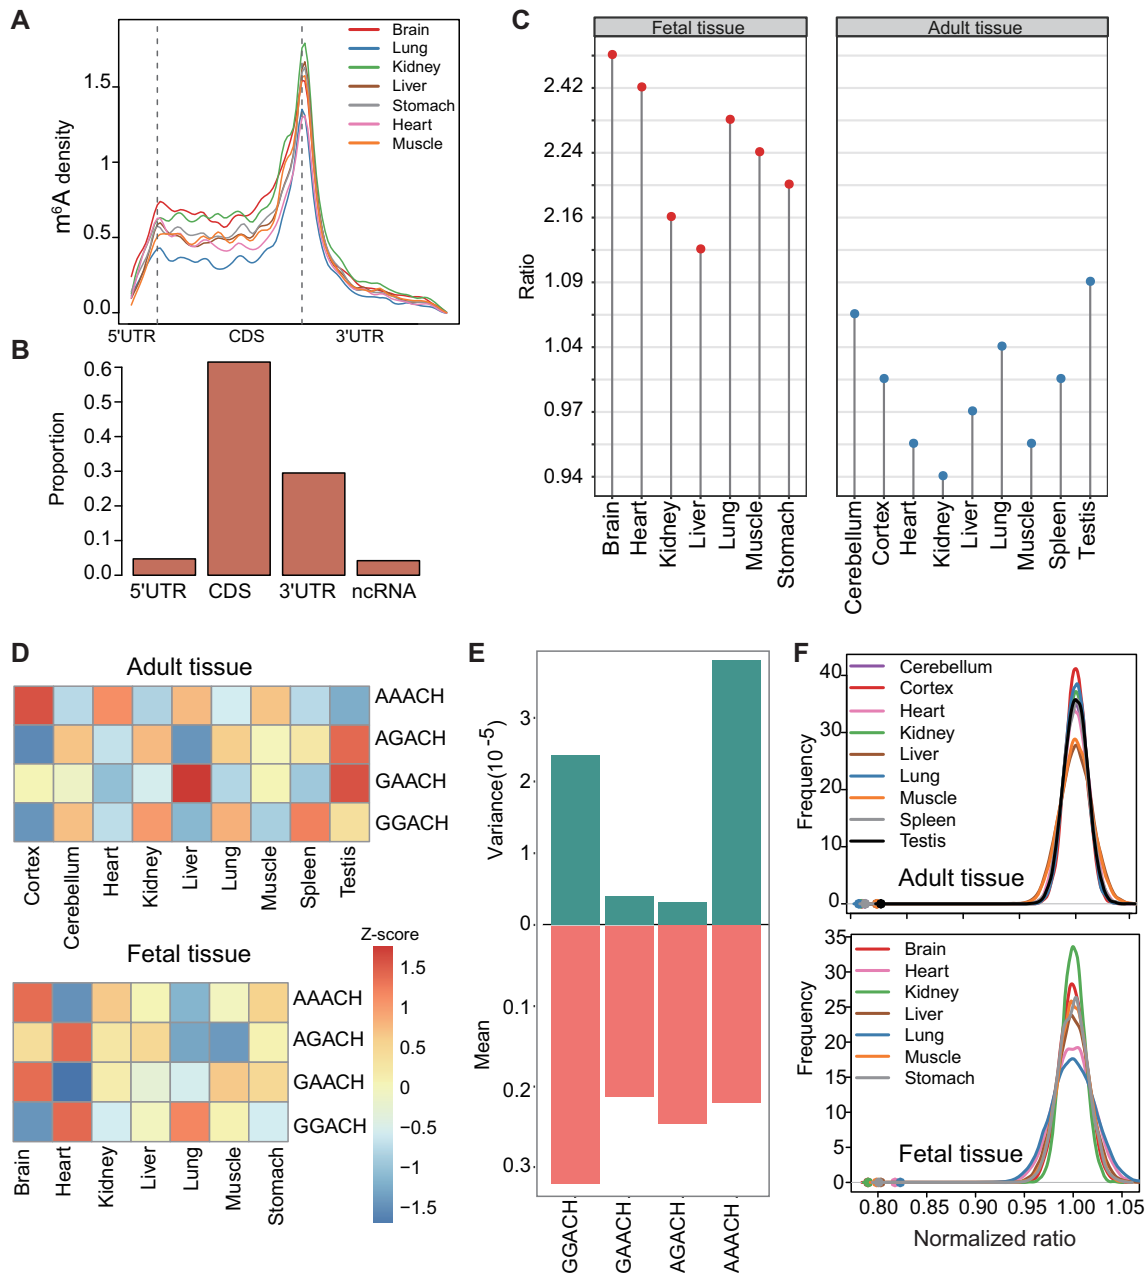 A
Brain
Lung
Kidney
Liver
Stomach
Heart
Muscle
1.5
1
0.5
0.0
m⁶A density
5'UTR CDS 3'UTR
B
0.6
0.5
0.4
0.3
0.2
0.1
0.0
Proportion
5'UTR CDS 3'UTR ncRNA
C
Fetal tissue Adult tissue
2.42
2.24
2.16
1.09
1.04
0.97
0.94
Ratio
Brain Heart Kidney Liver Lung Muscle Stomach
Cerebellum Cortex Heart Kidney Liver Lung Muscle Spleen Testis
D
Adult tissue
AAACH
AGACH
GAACH
GGACH
Cortex Cerebellum Heart Kidney Liver Lung Muscle Spleen Testis
Fetal tissue
AAACH
AGACH
GAACH
GGACH
Brain Heart Kidney Liver Lung Muscle Stomach
Z-score
1.5
1
0.5
0
−0.5
−1
−1.5
E
Variance(10⁻⁵)
3
2
1
0
0.1
0.2
0.3
Mean
GGACH GAACH AGACH AAACH
F
Cerebellum
Cortex
Heart
Kidney
Liver
Lung
Muscle
Spleen
Testis
40
30
20
10
0
Frequency
Adult tissue
Brain
Heart
Kidney
Liver
Lung
Muscle
Stomach
35
30
25
20
15
10
5
0
Frequency
Fetal tissue
0.80 0.85 0.90 0.95 1.00 1.05
Normalized ratio